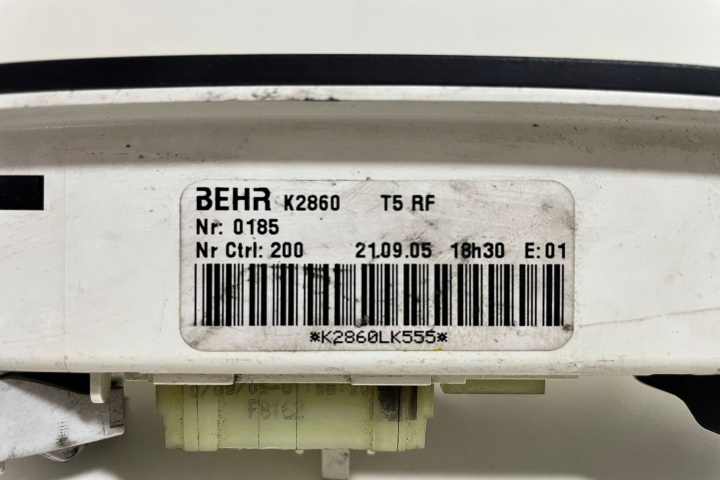 BEHR K2860 T5 RF
Nr: 0185
Nr Ctrl: 200 21.09.05 18h30 E:01
*K2860LK555*